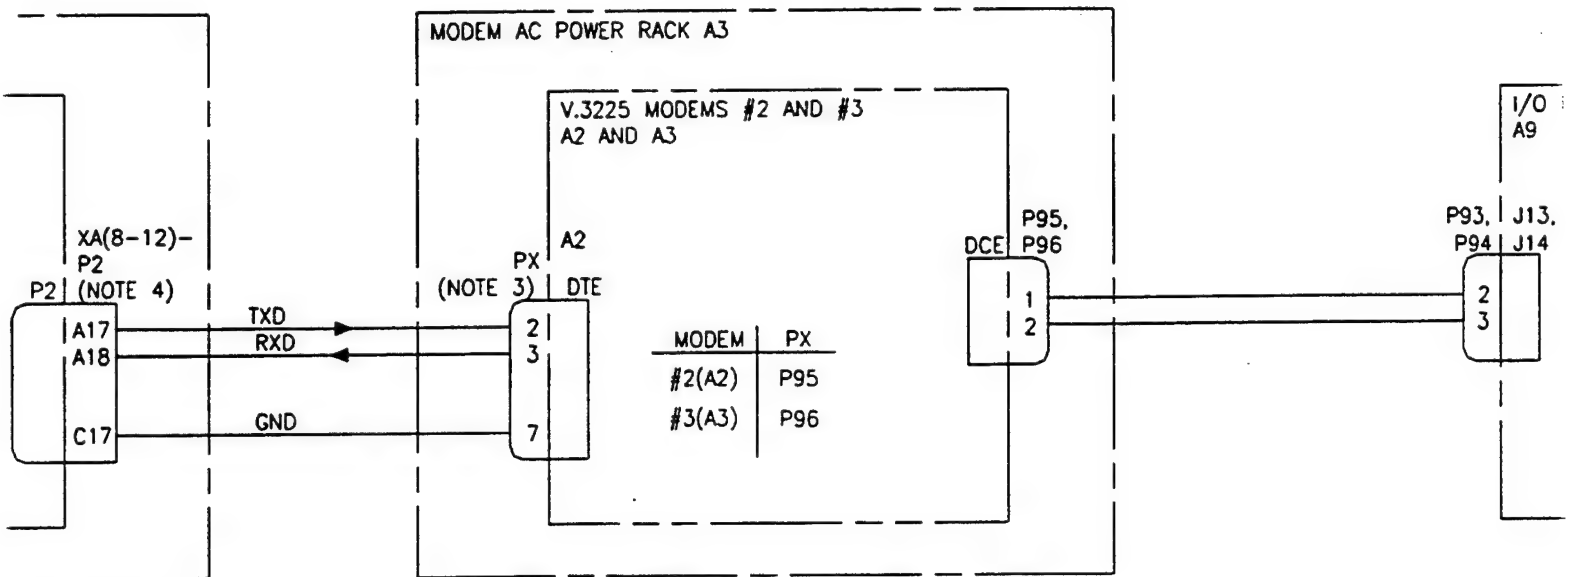 MODEM AC POWER RACK A3
V.3225 MODEMS #2 AND #3
A2 AND A3
I/O
A9
XA(8-12)-
P2
P2 (NOTE 4)
A17
A18
C17
TXD
RXD
GND
PX
(NOTE 3)
A2
DTE
2
3
7
MODEM PX
#2(A2) P95
#3(A3) P96
DCE
P95,
P96
1
2
P93, J13,
P94 J14
2
3